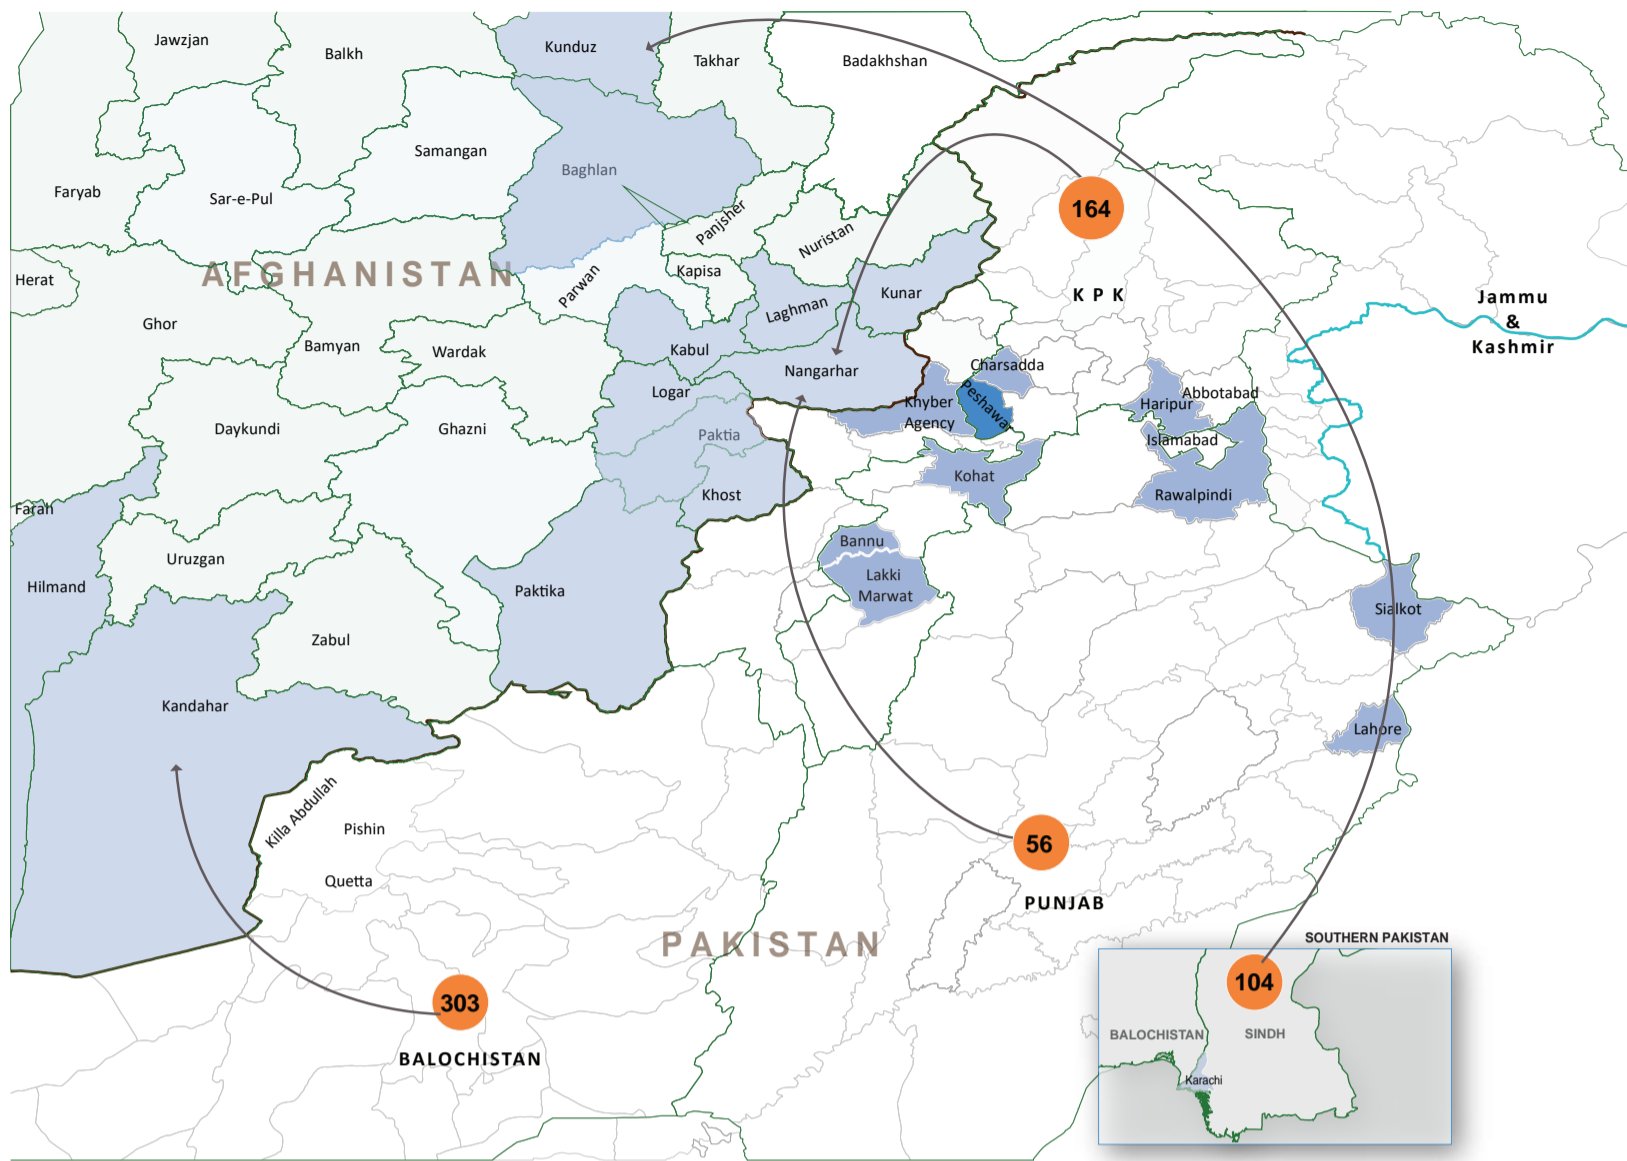 Jawzjan
Balkh
Kunduz
Takhar
Badakhshan
Samangan
Baghlan
Faryab
Sar-e-Pul
164
Panjsher
Nuristan
AFGHANISTAN
Herat
Parwan
Kapisa
Kunar
K P K
Laghman
Jammu
&
Kashmir
Ghor
Bamyan
Wardak
Kabul
Nangarhar
Charsadda
Logar
Khyber
Agency
Peshawar
Haripur
Abbotabad
Daykundi
Ghazni
Paktia
Islamabad
Kohat
Khost
Rawalpindi
Farah
Uruzgan
Bannu
Hilmand
Paktika
Lakki
Marwat
Sialkot
Zabul
Kandahar
Lahore
Killa Abdullah
Pishin
56
Quetta
PUNJAB
PAKISTAN
SOUTHERN PAKISTAN
303
104
BALOCHISTAN
BALOCHISTAN
SINDH
Karachi